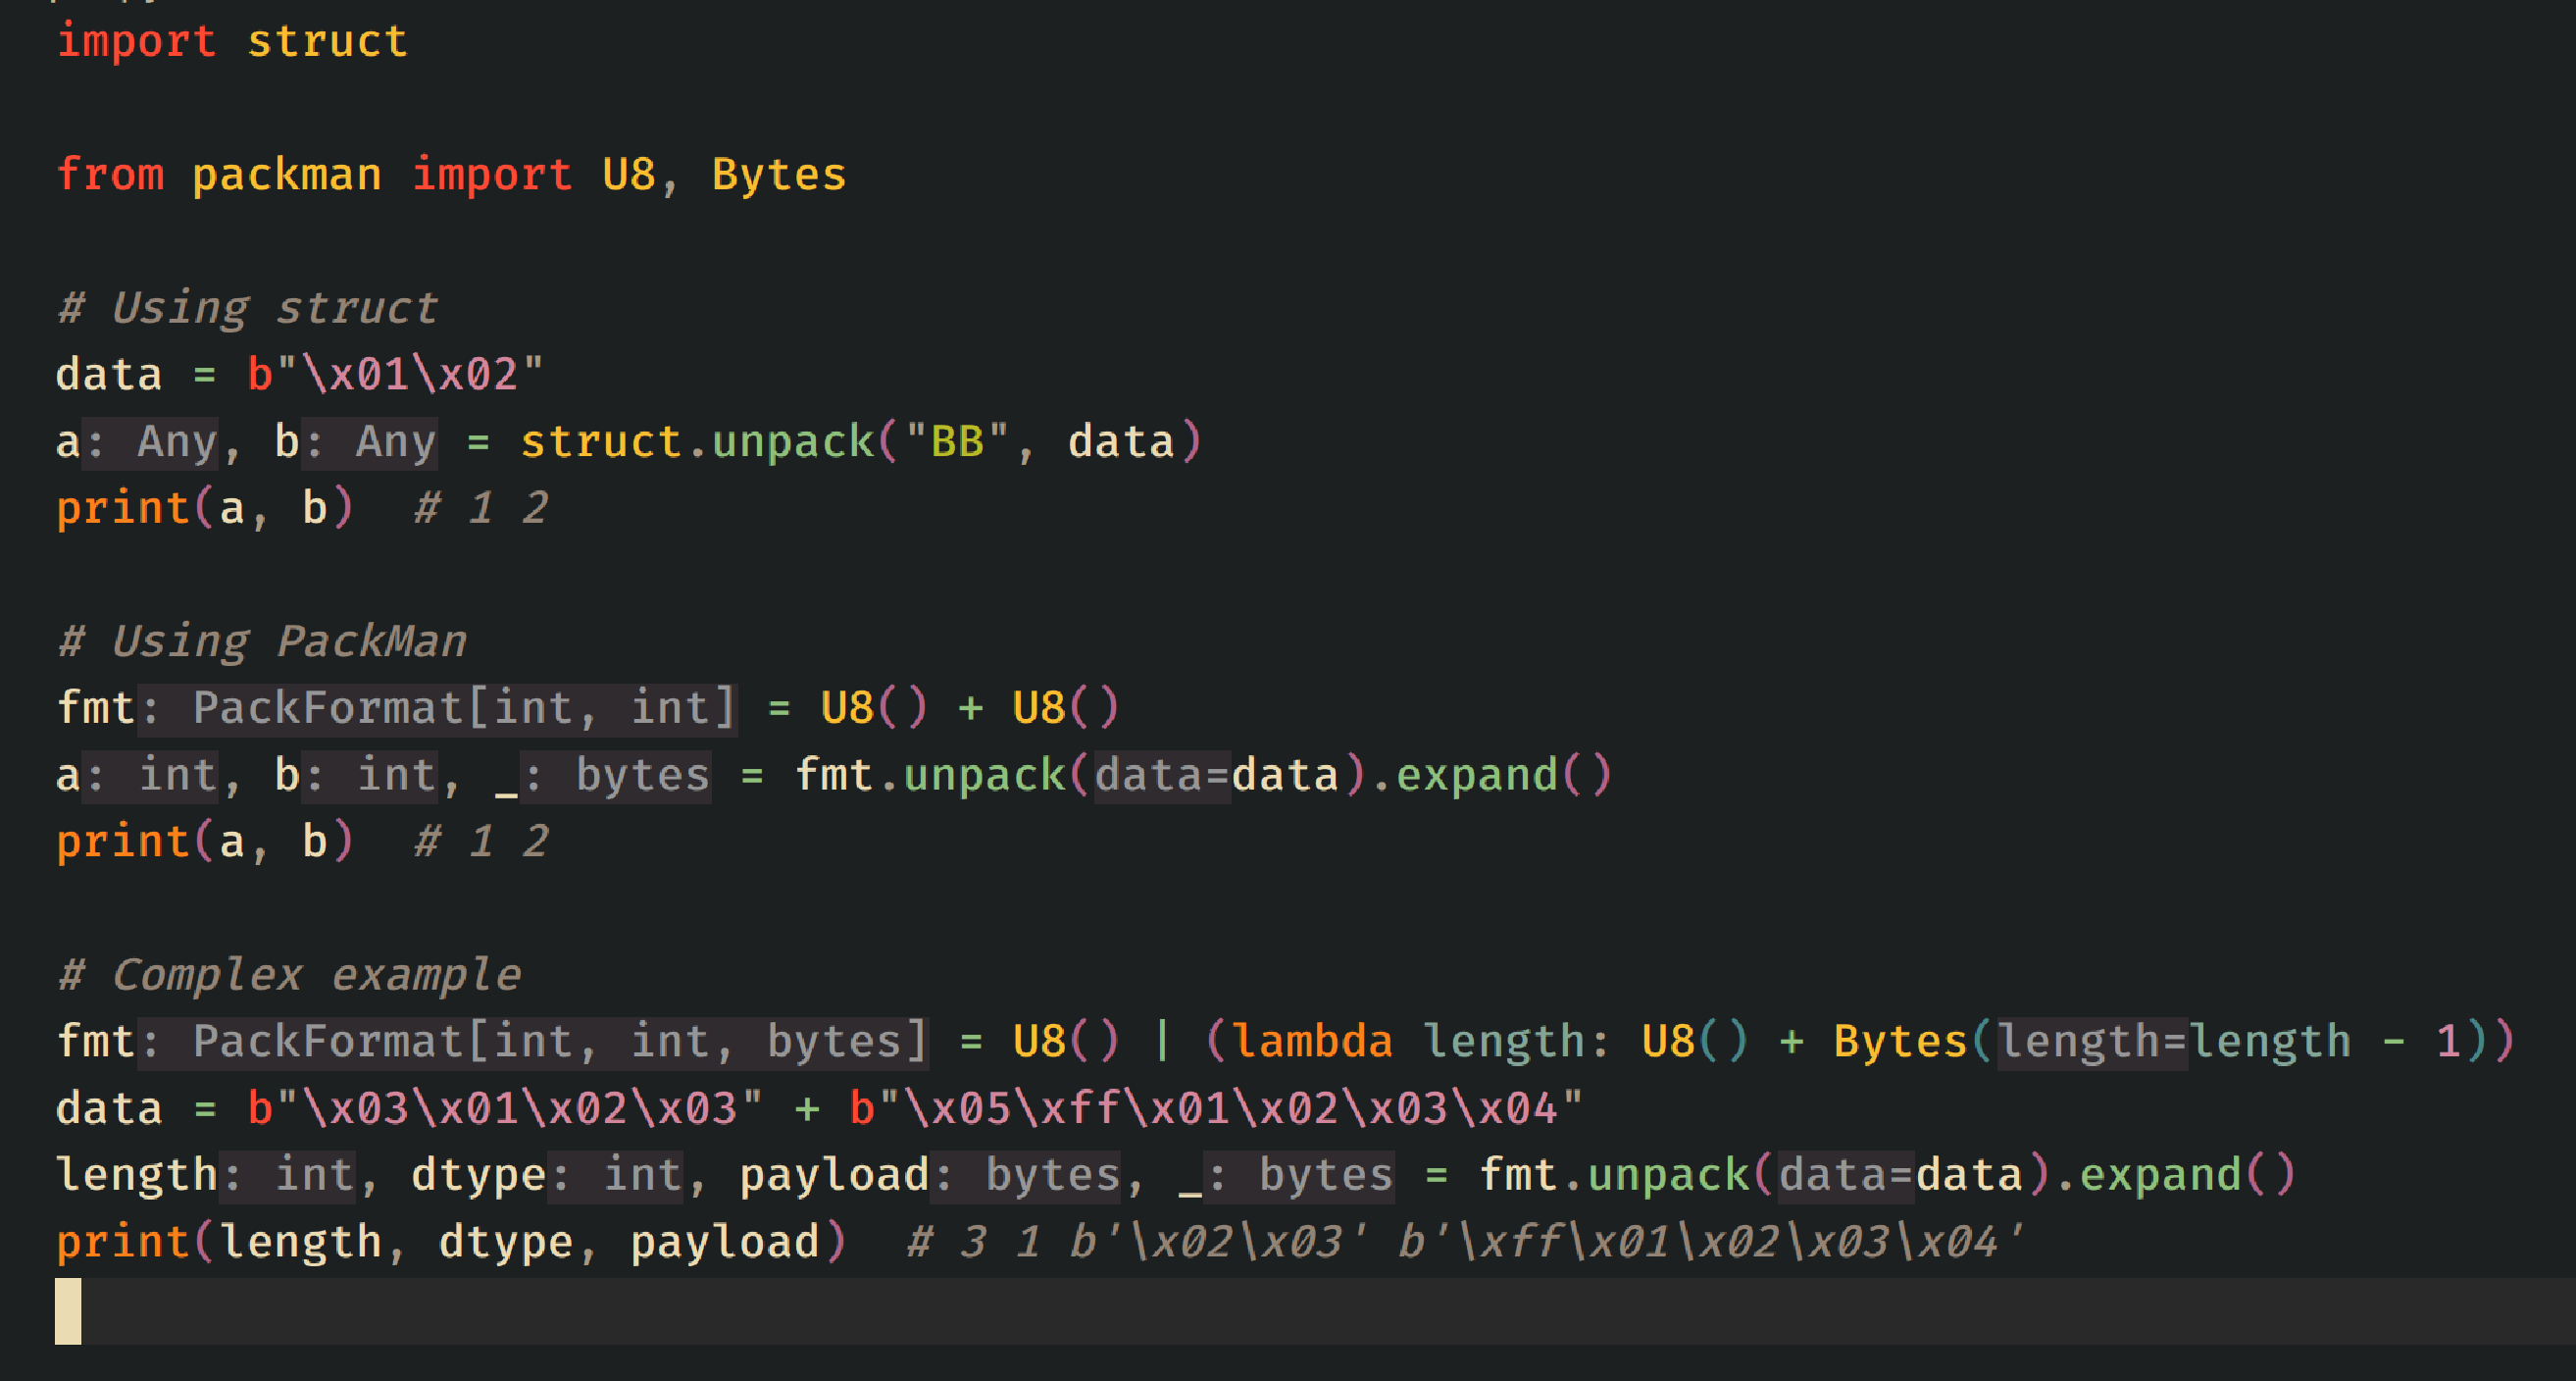 import struct
from packman import U8, Bytes
# Using struct
data = b"\x01\x02"
a: Any, b: Any = struct.unpack("BB", data)
print(a, b)  # 1 2
# Using PackMan
fmt: PackFormat[int, int] = U8() + U8()
a: int, b: int, _: bytes = fmt.unpack(data=data).expand()
print(a, b)  # 1 2
# Complex example
fmt: PackFormat[int, int, bytes] = U8() | (lambda length: U8() + Bytes(length=length - 1))
data = b"\x03\x01\x02\x03" + b"\x05\xff\x01\x02\x03\x04"
length: int, dtype: int, payload: bytes, _: bytes = fmt.unpack(data=data).expand()
print(length, dtype, payload)  # 3 1 b'\x02\x03' b'\xff\x01\x02\x03\x04'